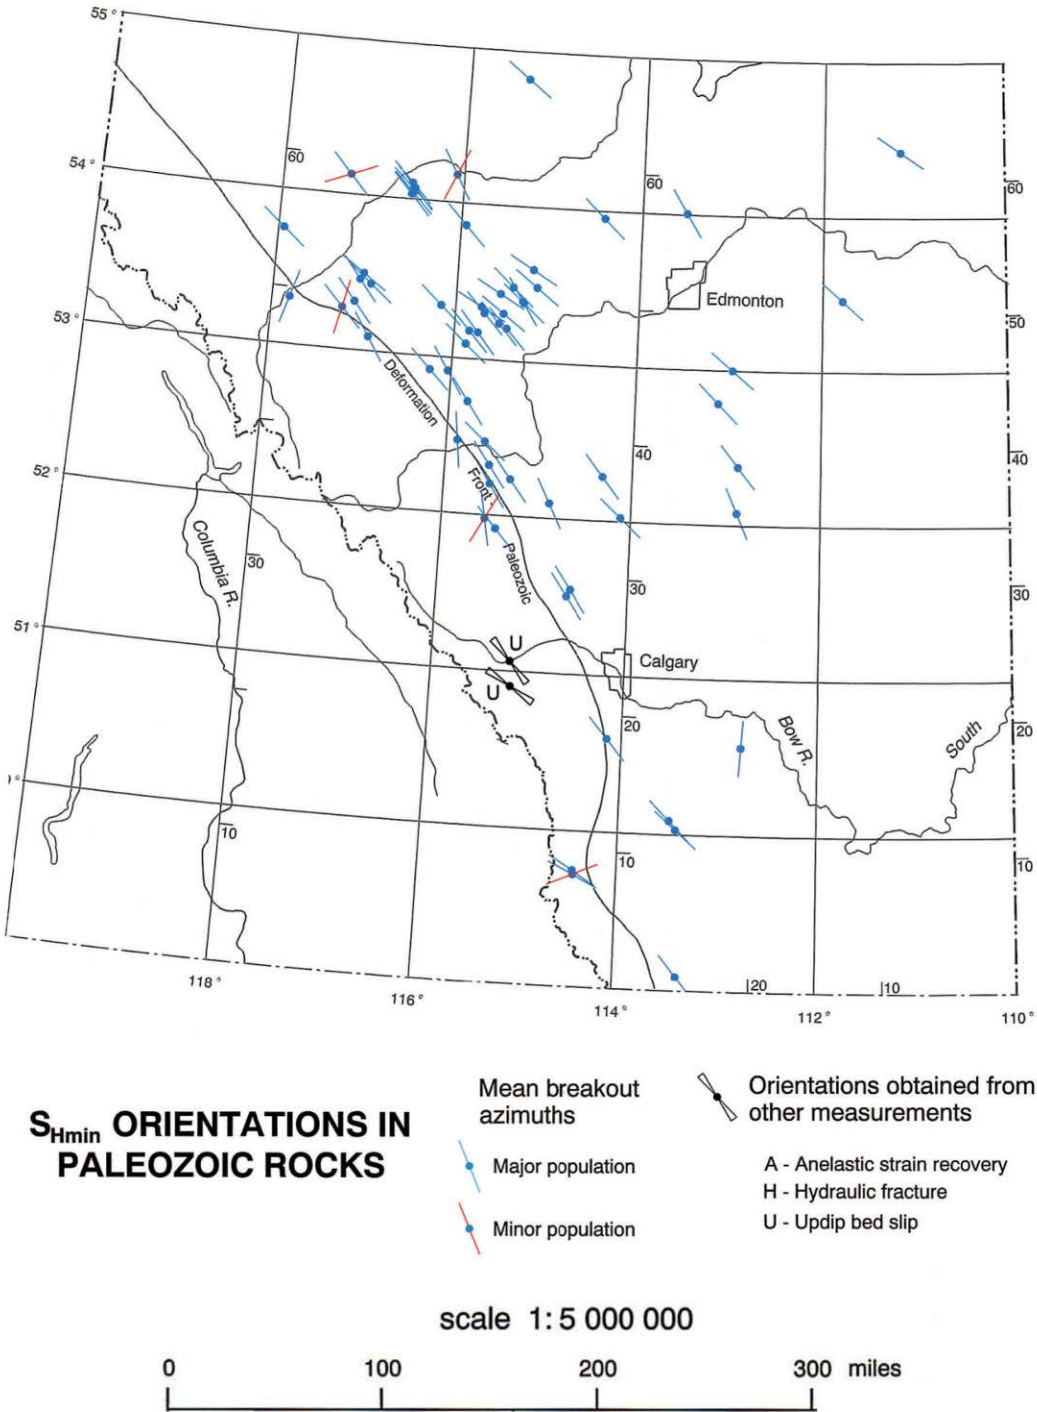 55°
54°
60
60
60
Edmonton
53°
50
Deformation
40
40
52°
Front
Columbia R.
30
Paleozoic
30
30
51°
U
Calgary
U
20
20
Bow R.
South
°
10
10
10
20
10
118°
116°
114°
112°
110°
S_Hmin ORIENTATIONS IN
PALEOZOIC ROCKS
Mean breakout
azimuths
Major population
Minor population
Orientations obtained from
other measurements
A - Anelastic strain recovery
H - Hydraulic fracture
U - Updip bed slip
scale 1: 5 000 000
0 100 200 300 miles